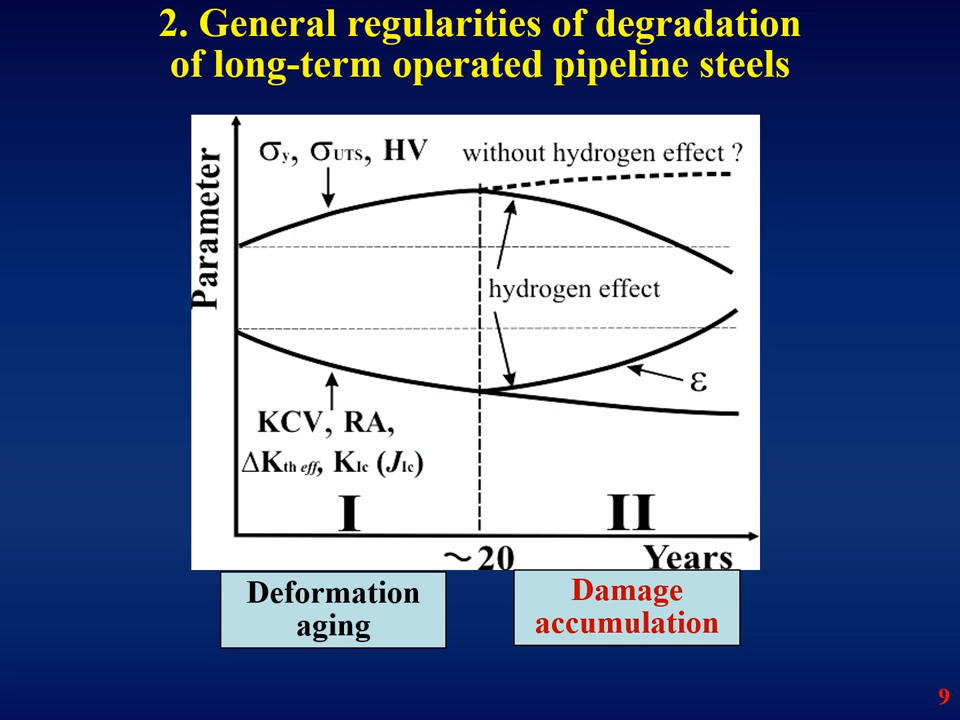 2. General regularities of degradation
of long-term operated pipeline steels
Parameter
σy, σUTS, HV
without hydrogen effect ?
hydrogen effect
ε
KCV, RA,
ΔKth eff, KIc (JIc)
I
II
~20
Years
Deformation
aging
Damage
accumulation
9